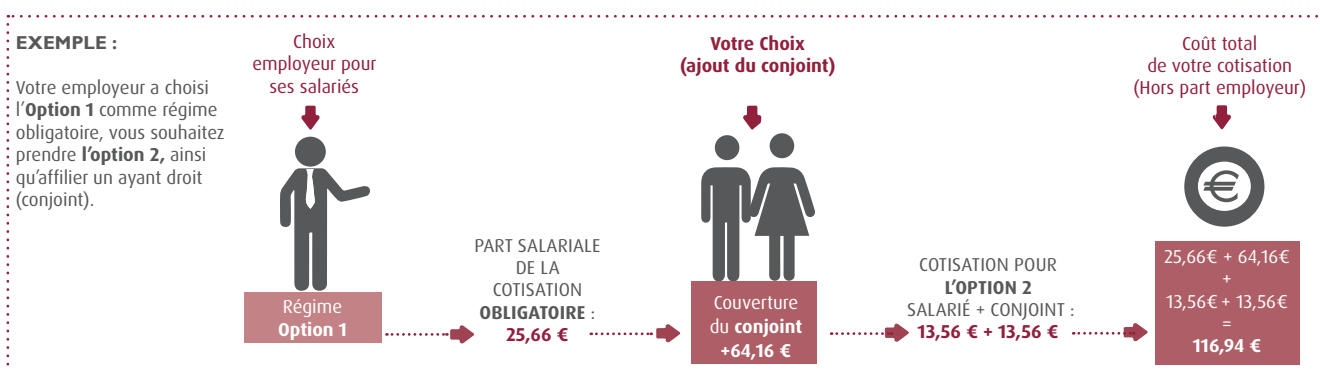 EXEMPLE :
Votre employeur a choisi
l'Option 1 comme régime
obligatoire, vous souhaitez
prendre l'option 2, ainsi
qu'affilier un ayant droit
(conjoint).
Choix
employeur pour
ses salariés
Régime
Option 1
PART SALARIALE
DE LA
COTISATION
OBLIGATOIRE :
25,66 €
Votre Choix
(ajout du conjoint)
Couverture
du conjoint
+64,16 €
COTISATION POUR
L'OPTION 2
SALARIÉ + CONJOINT :
13,56 € + 13,56 €
Coût total
de votre cotisation
(Hors part employeur)
€
25,66€ + 64,16€
+
13,56€ + 13,56€
=
116,94 €